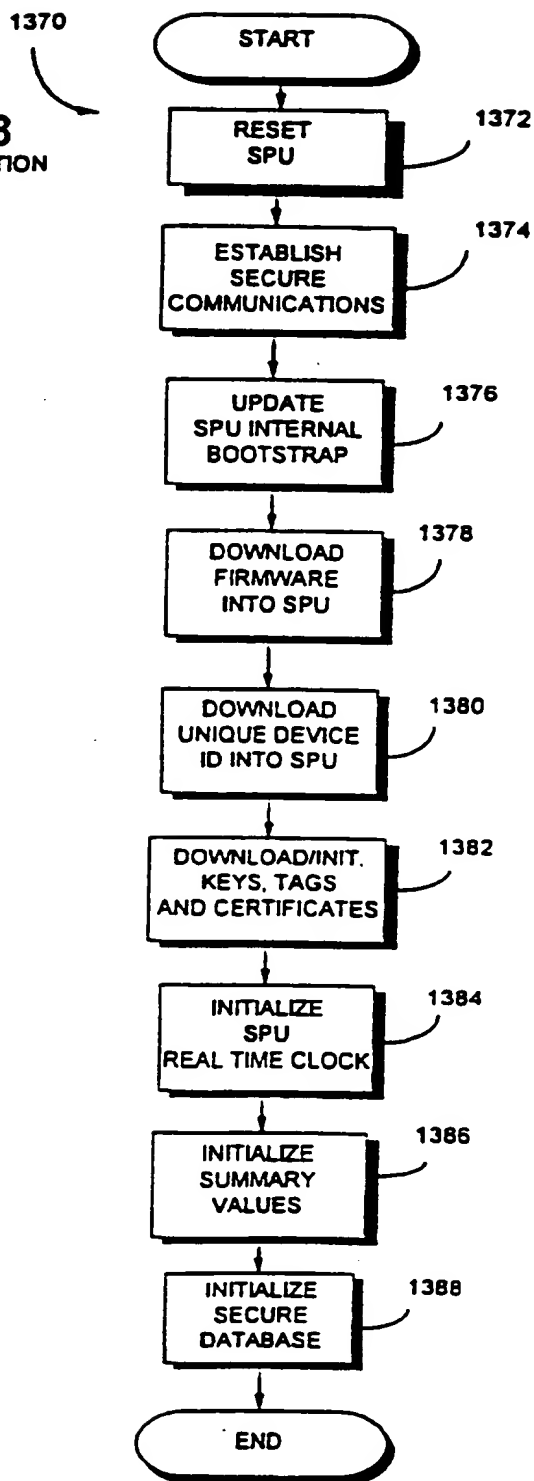 1370
START
RESET
SPU
1372
ESTABLISH
SECURE
COMMUNICATIONS
1374
UPDATE
SPU INTERNAL
BOOTSTRAP
1376
DOWNLOAD
FIRMWARE
INTO SPU
1378
DOWNLOAD
UNIQUE DEVICE
ID INTO SPU
1380
DOWNLOAD/INIT.
KEYS, TAGS
AND CERTIFICATES
1382
INITIALIZE
SPU
REAL TIME CLOCK
1384
INITIALIZE
SUMMARY
VALUES
1386
INITIALIZE
SECURE
DATABASE
1388
END